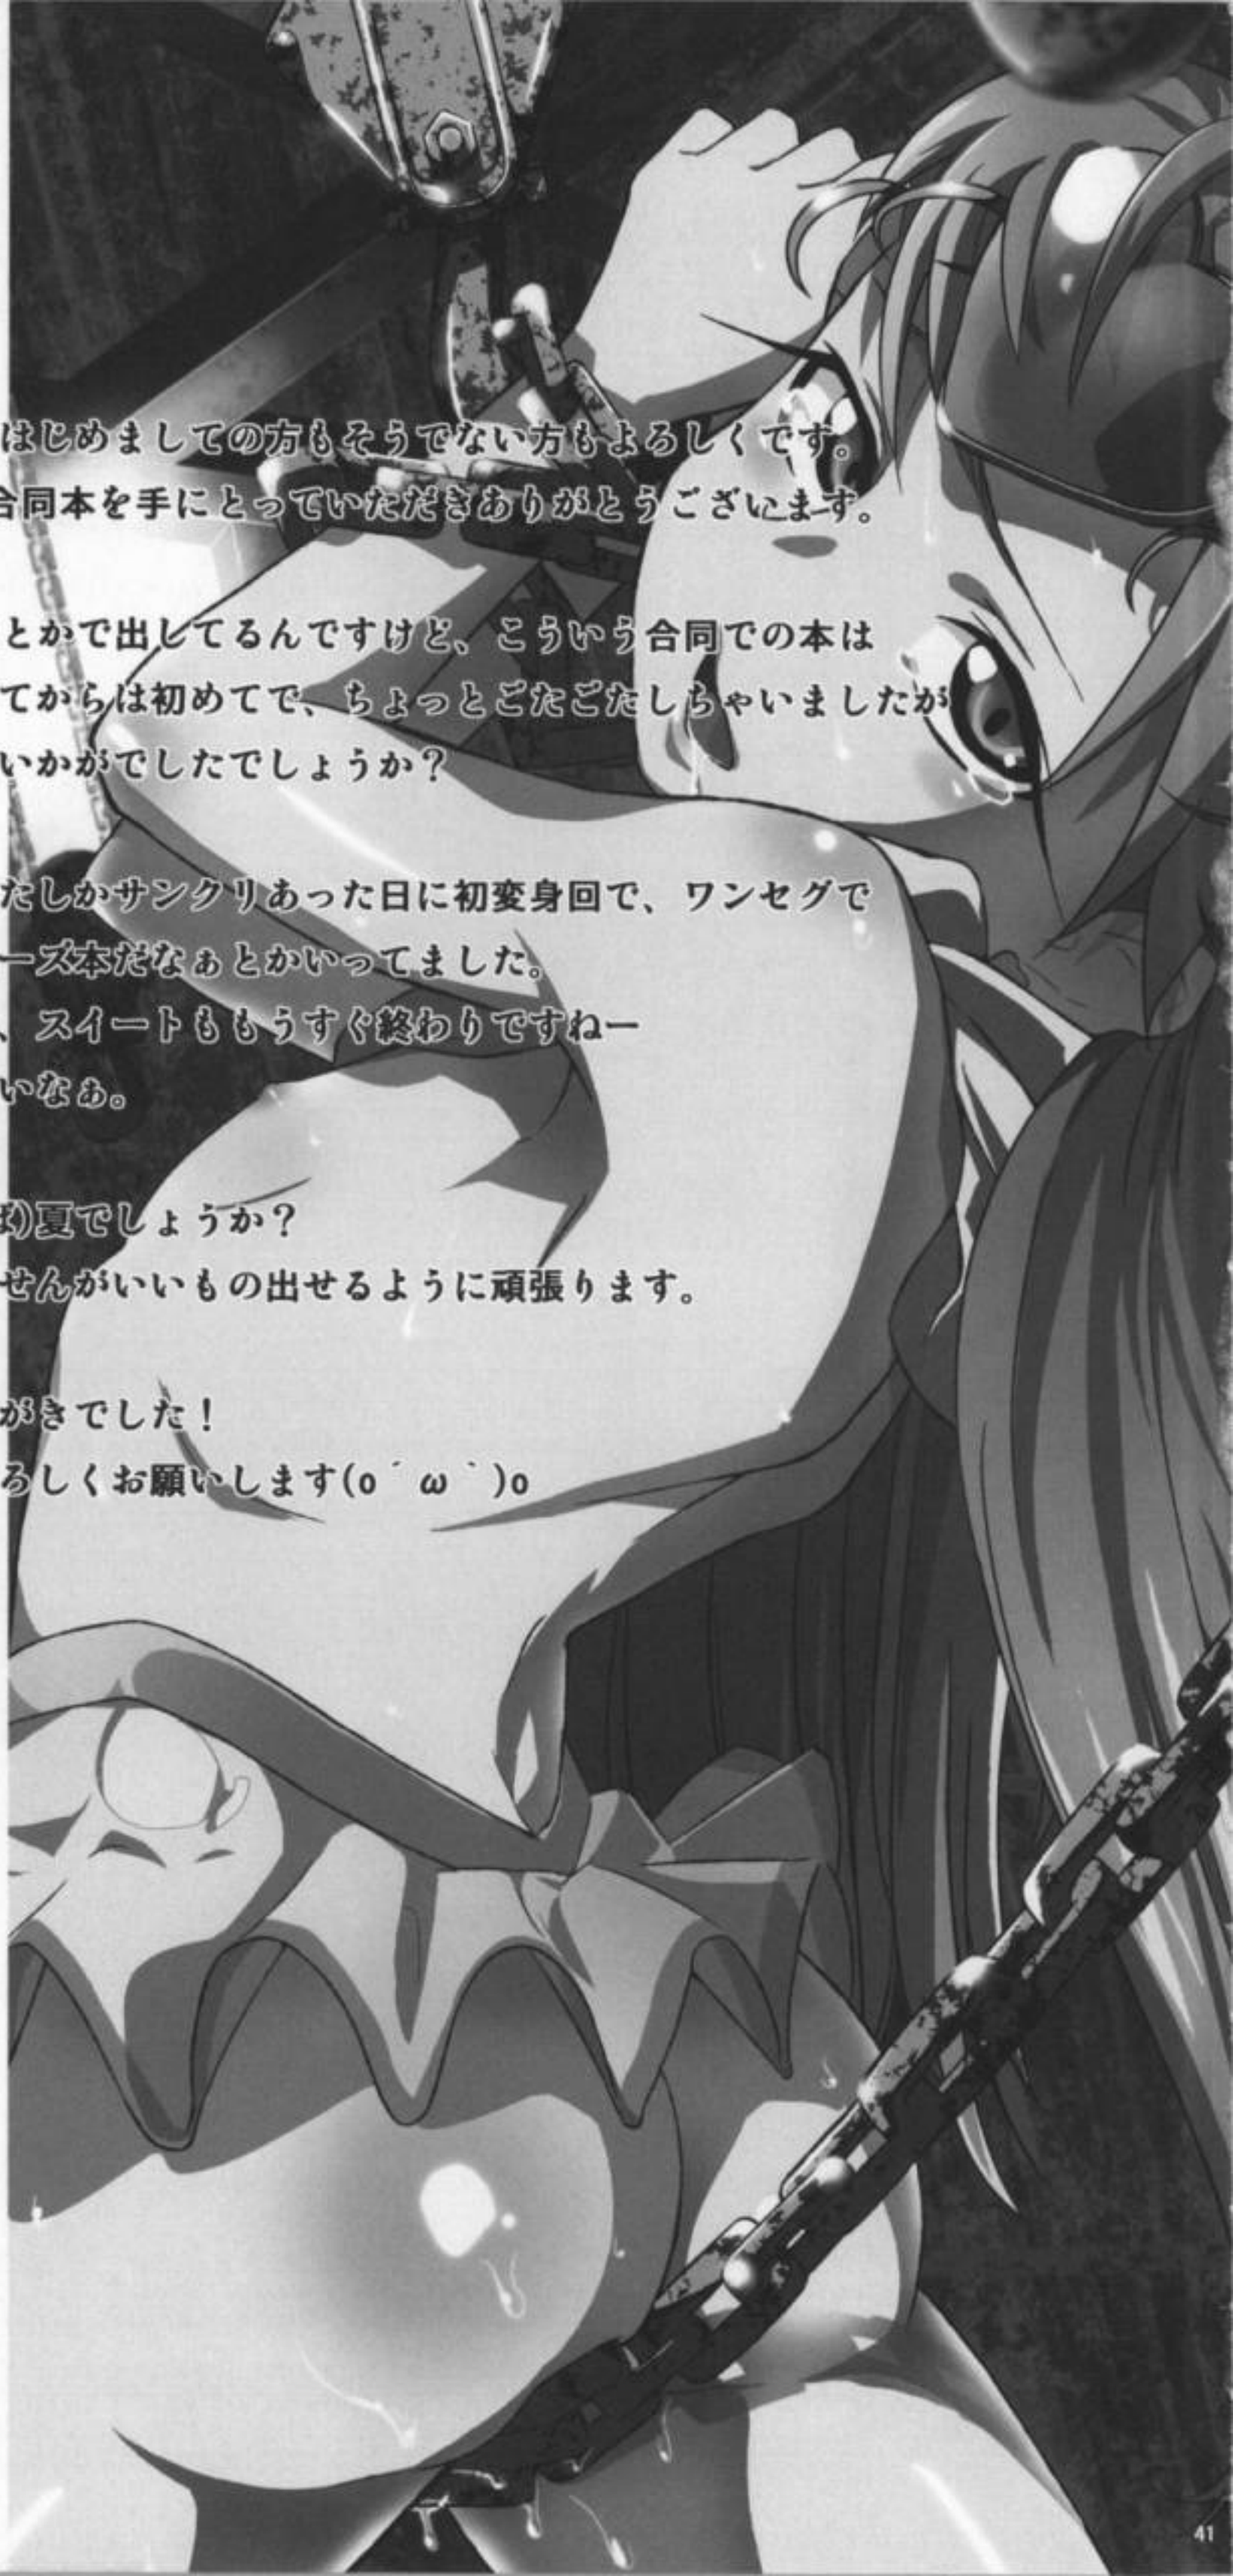 はじめましての方もそうでない方もよろしくです。
合同本を手にとっていただきありがとうございます。
とかで出してるんですけど、こういう合同での本は
てからは初めてで、ちょっとごたごたしちゃいましたが
いかがでしたでしょうか？
たしかサンクリあった日に初変身回で、ワンセグで
ーズ本だなぁとかいってました。
、スイートももうすぐ終わりですねー
いなぁ。
ぼ)夏でしょうか？
せんがいいもの出せるように頑張ります。
がきでした！
ろしくお願いします(o´ω｀)o
41